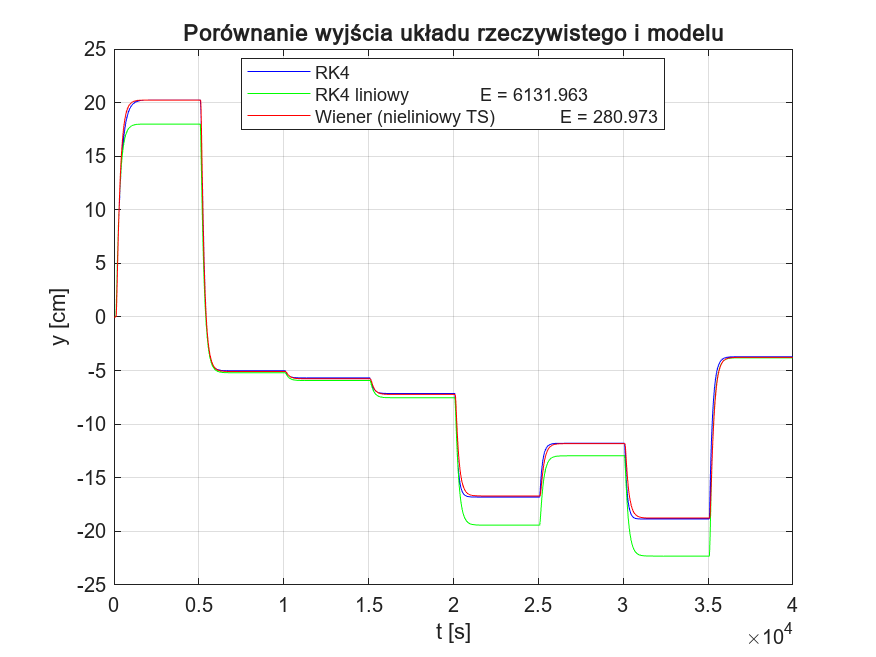 Porównanie wyjścia układu rzeczywistego i modelu
RK4
RK4 liniowy E = 6131.963
Wiener (nieliniowy TS) E = 280.973
y [cm]
25
20
15
10
5
0
-5
-10
-15
-20
-25
0 0.5 1 1.5 2 2.5 3 3.5 4
t [s]
×10⁴